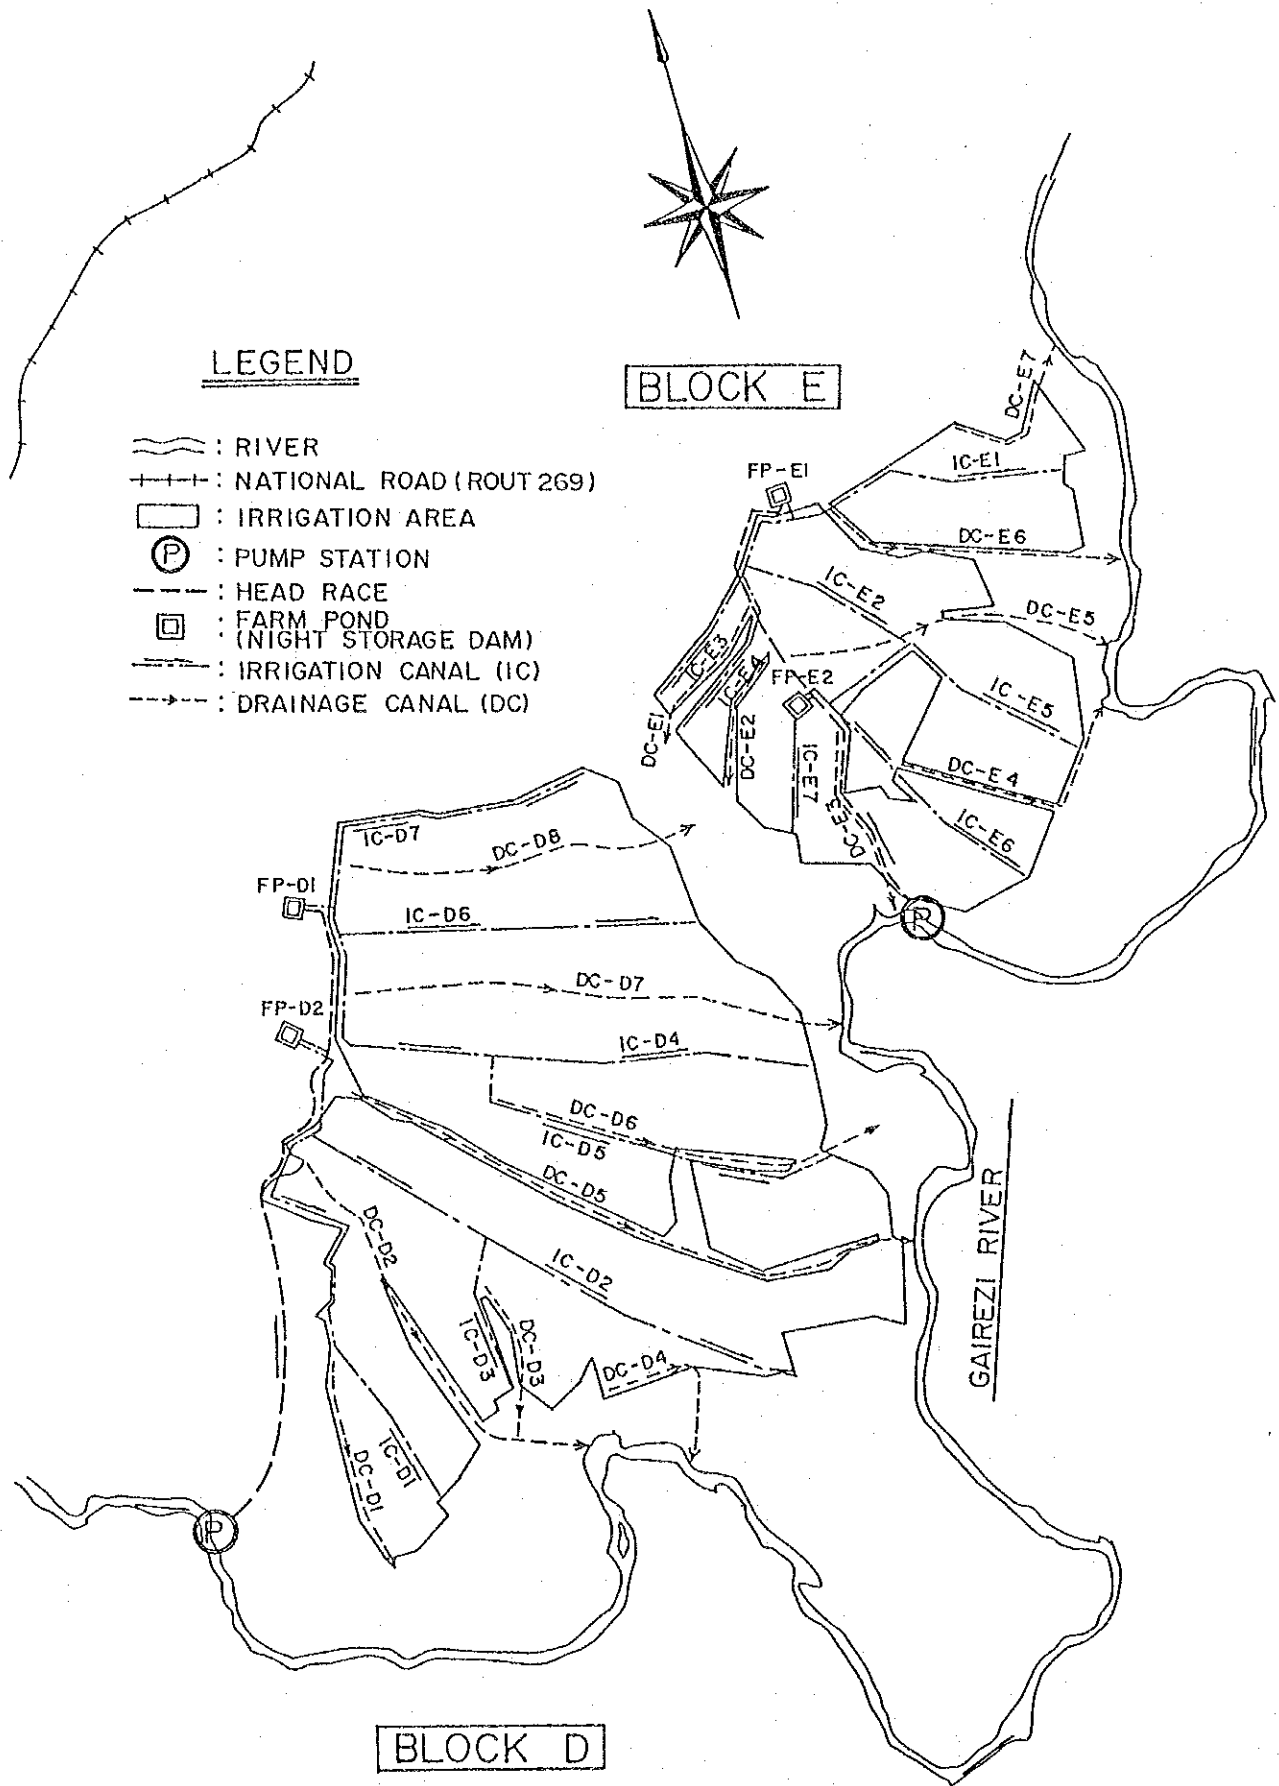 LEGEND
BLOCK E
: RIVER
: NATIONAL ROAD (ROUT 269)
: IRRIGATION AREA
P : PUMP STATION
: HEAD RACE
: FARM POND
(NIGHT STORAGE DAM)
: IRRIGATION CANAL (IC)
: DRAINAGE CANAL (DC)
DC-E7
IC-E1
FP-E1
DC-E6
IC-E2
DC-E5
IC-E3
IC-E4
FP-E2
IC-E5
DC-E1
DC-E2
IC-E7
DC-E4
DC-E3
IC-E6
P
IC-D7
DC-D8
FP-D1
IC-D6
DC-D7
FP-D2
IC-D4
DC-D6
IC-D5
DC-D5
DC-D2
IC-D2
GAIREZI RIVER
IC-D3
DC-D3
DC-D4
IC-D1
DC-D1
P
BLOCK D